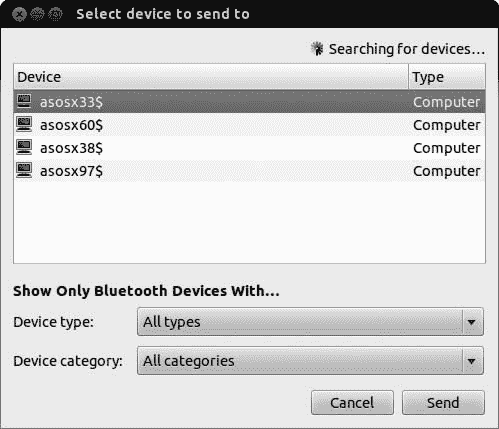 Select device to send to
Searching for devices...
Device Type
asosx33$ Computer
asosx60$ Computer
asosx38$ Computer
asosx97$ Computer
Show Only Bluetooth Devices With...
Device type: All types
Device category: All categories
Cancel Send